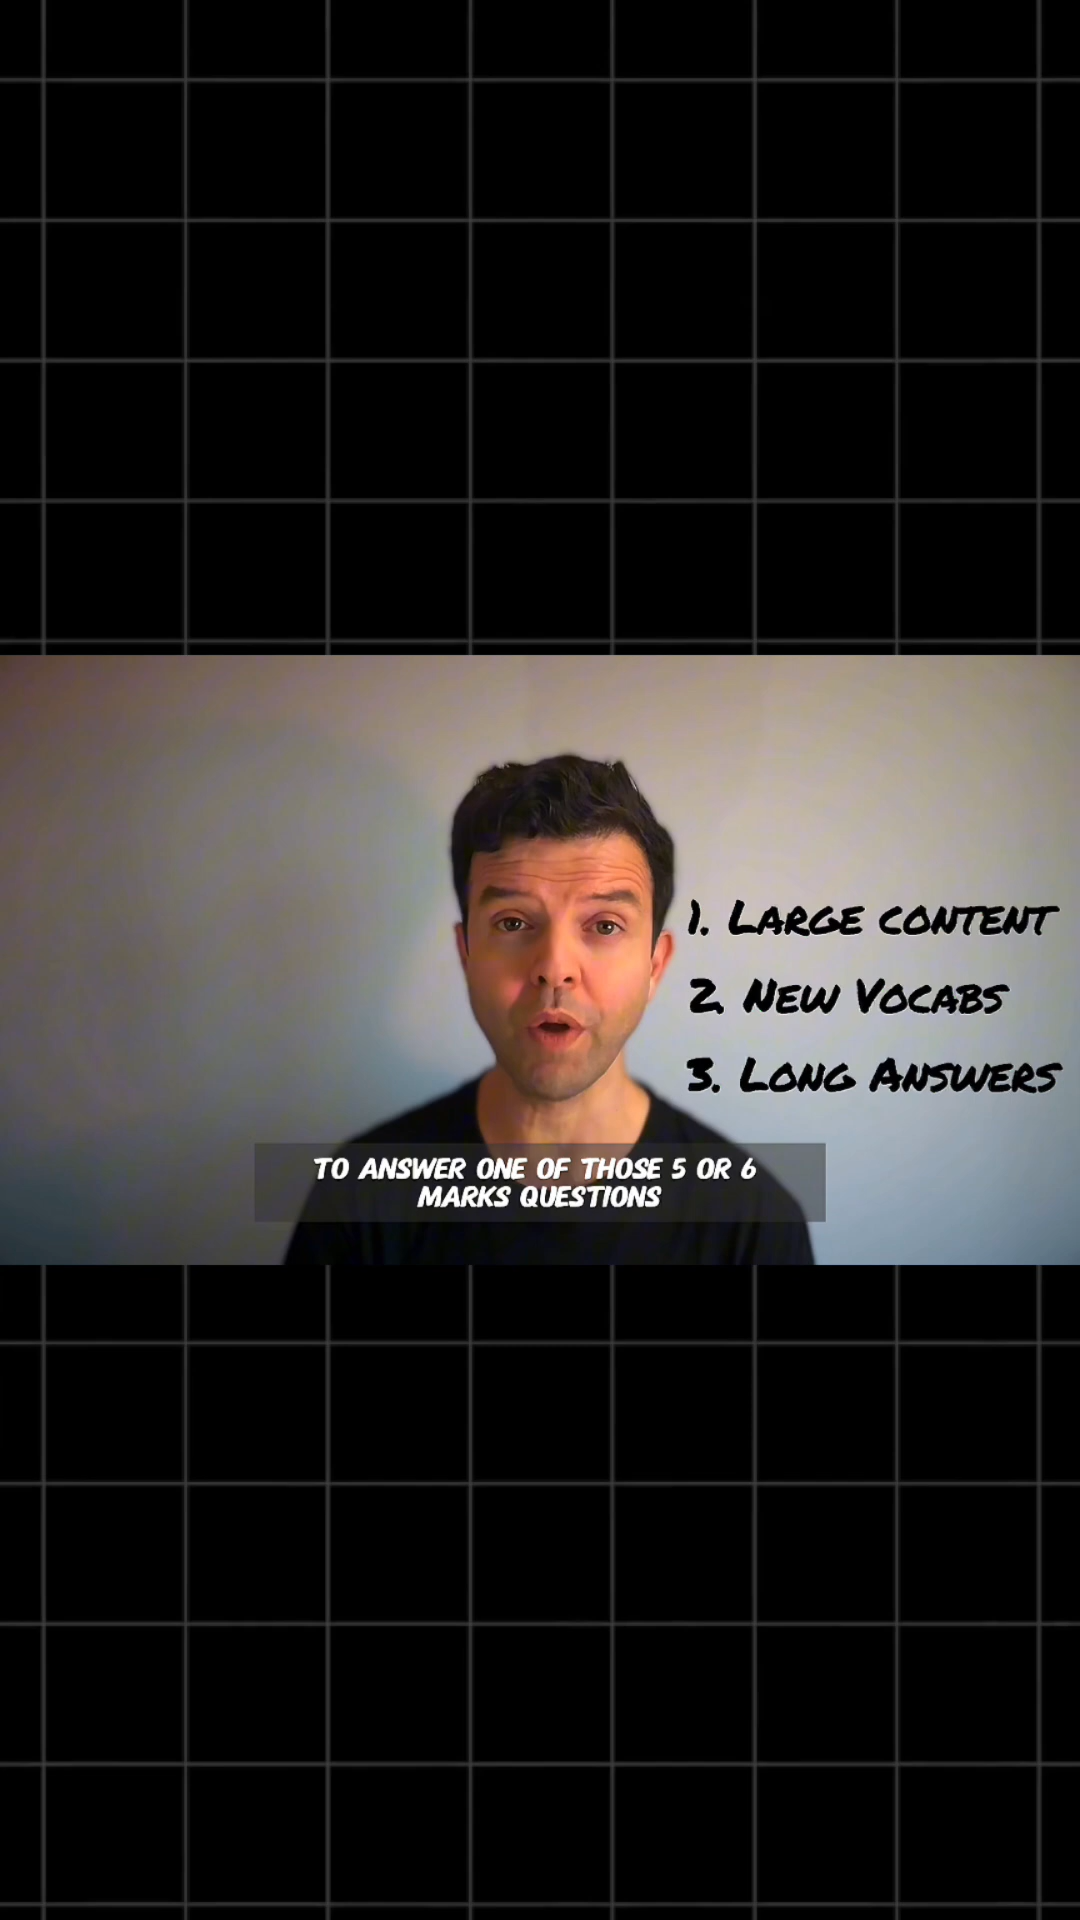 1. LARGE CONTENT
2. NEW VOCABS
3. LONG ANSWERS
TO ANSWER ONE OF THOSE 5 OR 6
MARKS QUESTIONS